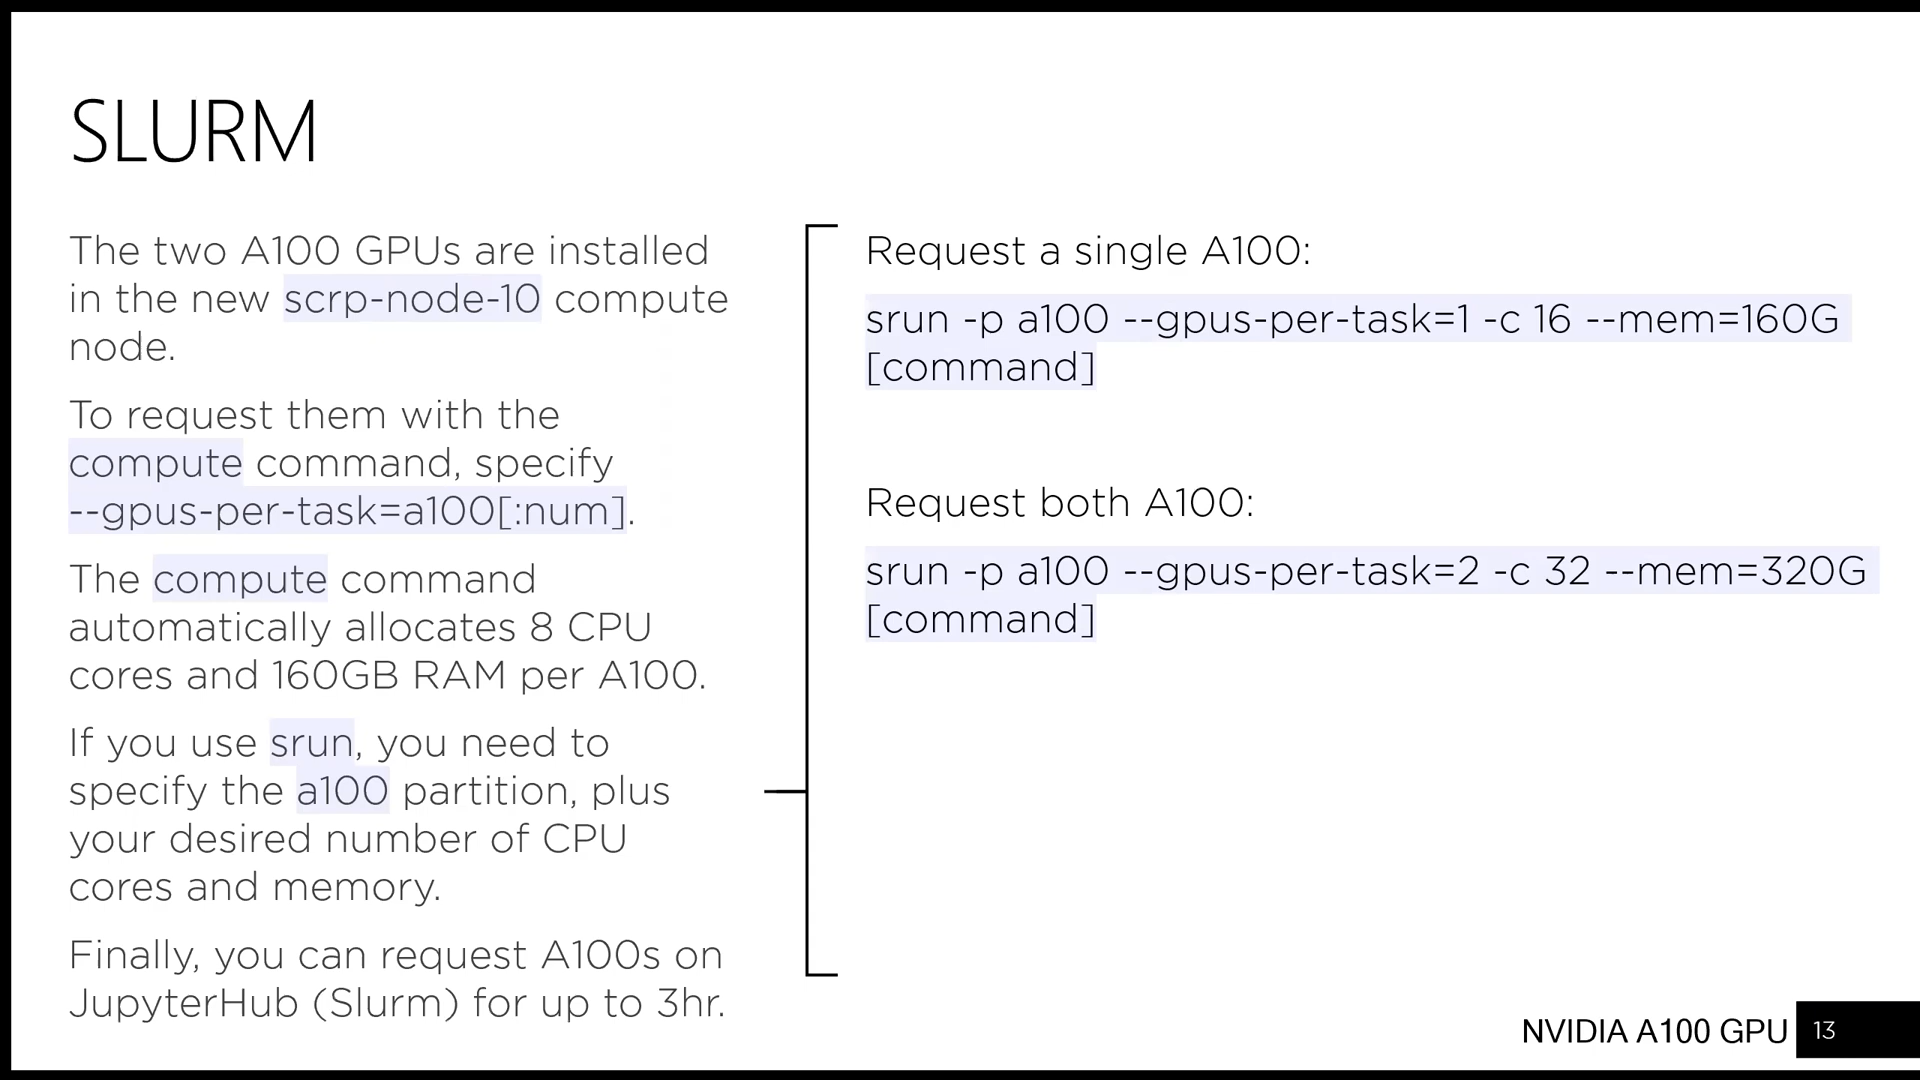 SLURM
The two A100 GPUs are installed
in the new scrp-node-10 compute
node.
To request them with the
compute command, specify
--gpus-per-task=a100[:num].
The compute command
automatically allocates 8 CPU
cores and 160GB RAM per A100.
If you use srun, you need to
specify the a100 partition, plus
your desired number of CPU
cores and memory.
Finally, you can request A100s on
JupyterHub (Slurm) for up to 3hr.
Request a single A100:
srun -p a100 --gpus-per-task=1 -c 16 --mem=160G
[command]
Request both A100:
srun -p a100 --gpus-per-task=2 -c 32 --mem=320G
[command]
NVIDIA A100 GPU 13